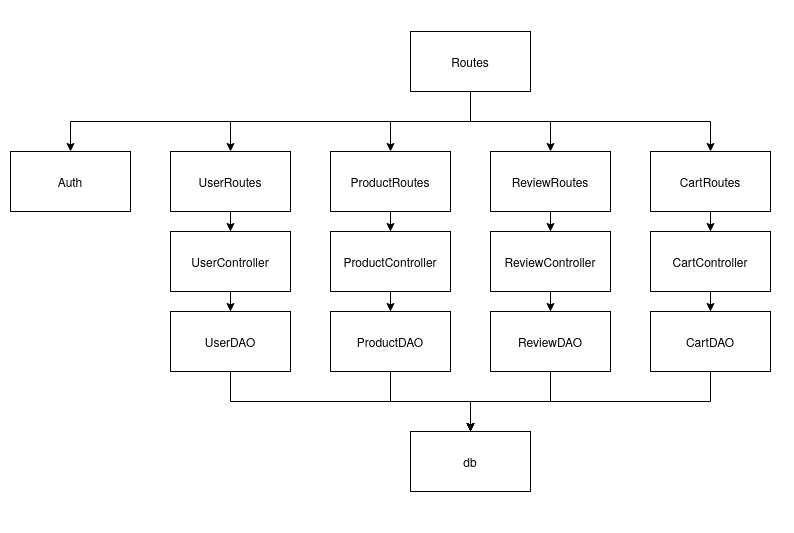 Routes
Auth
UserRoutes
ProductRoutes
ReviewRoutes
CartRoutes
UserController
ProductController
ReviewController
CartController
UserDAO
ProductDAO
ReviewDAO
CartDAO
db